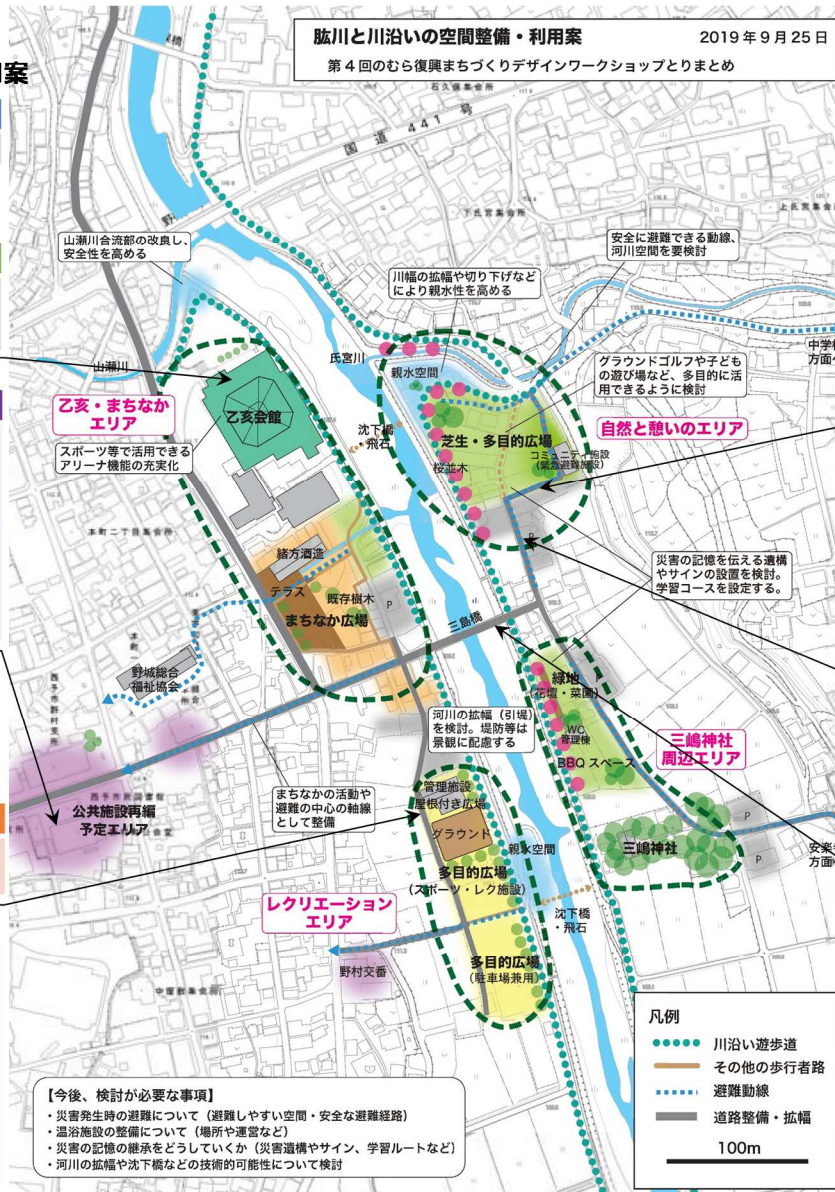 肱川と川沿いの空間整備・利用案
2019年9月25日
第4回のむら復興まちづくりデザインワークショップとりまとめ
案
石久保集会所
国道441号
下氏宮集会所
山瀬川合流部の改良し、
安全性を高める
川幅の拡幅や切り下げなど
により親水性を高める
安全に避難できる動線、
河川空間を要検討
山瀬川
氏宮川
親水空間
グラウンドゴルフや子ども
の遊び場など、多目的に活
用できるように検討
乙亥・まちなか
エリア
乙亥会館
沈下橋
・飛石
芝生・多目的広場
桜並木
コミュニティ施設
(緊急避難施設)
自然と憩いのエリア
スポーツ等で活用できる
アリーナ機能の充実化
本町二丁目集会所
緒方酒造
テラス
既存樹木
まちなか広場
P
P
三島橋
災害の記憶を伝える遺構
やサインの設置を検討。
学習コースを設定する。
野城総合
福祉協会
緑地
(花壇・菜園)
WC
管理棟
BBQ スペース
三嶋神社
周辺エリア
河川の拡幅(引堤)
を検討。堤防等は
景観に配慮する
まちなかの活動や
避難の中心の軸線
として整備
公共施設再編
予定エリア
管理施設
屋根付き広場
グラウンド
親水空間
三嶋神社
P
P
多目的広場
(スポーツ・レク施設)
レクリエーション
エリア
沈下橋
・飛石
野村交番
多目的広場
(駐車場兼用)
凡例
川沿い遊歩道
その他の歩行者路
避難動線
道路整備・拡幅
100m
【今後、検討が必要な事項】
・災害発生時の避難について(避難しやすい空間・安全な避難経路)
・温浴施設の整備について(場所や運営など)
・災害の記憶の継承をどうしていくか(災害遺構やサイン、学習ルートなど)
・河川の拡幅や沈下橋などの技術的可能性について検討